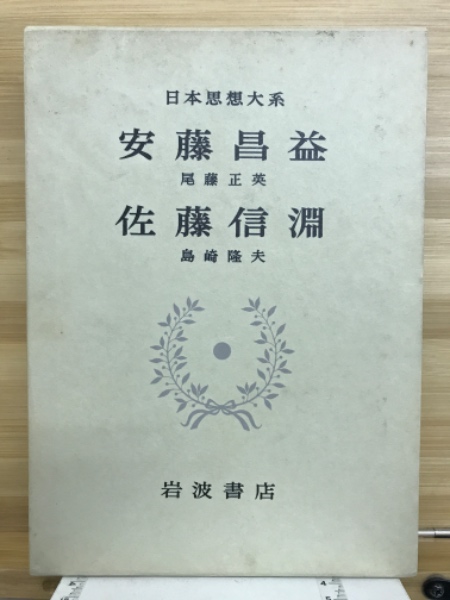 日本思想大系
安藤昌益
尾藤正英
佐藤信淵
島崎隆夫
岩波書店